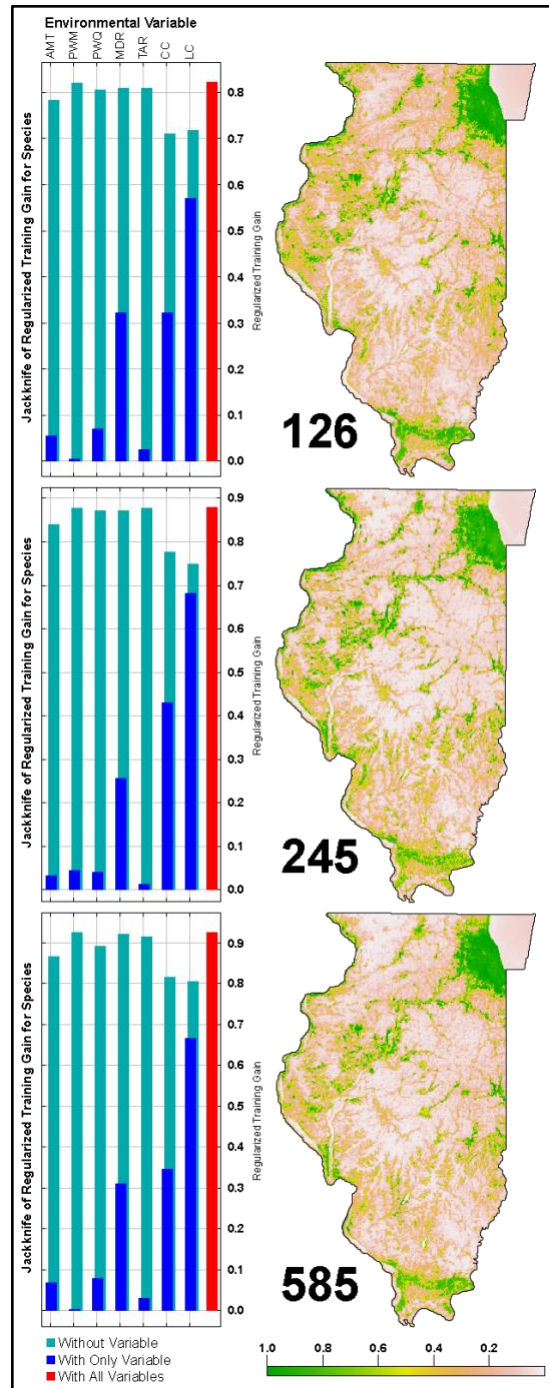 Environmental Variable
AMT
PWM
PWQ
MDR
TAR
CC
LC
Jackknife of Regularized Training Gain for Species
0.8
0.7
0.6
0.5
0.4
0.3
0.2
0.1
0.0
Regularized Training Gain
126
Jackknife of Regularized Training Gain for Species
0.9
0.8
0.7
0.6
0.5
0.4
0.3
0.2
0.1
0.0
Regularized Training Gain
245
Jackknife of Regularized Training Gain for Species
0.9
0.8
0.7
0.6
0.5
0.4
0.3
0.2
0.1
0.0
Regularized Training Gain
585
Without Variable
With Only Variable
With All Variables
1.0 0.8 0.6 0.4 0.2